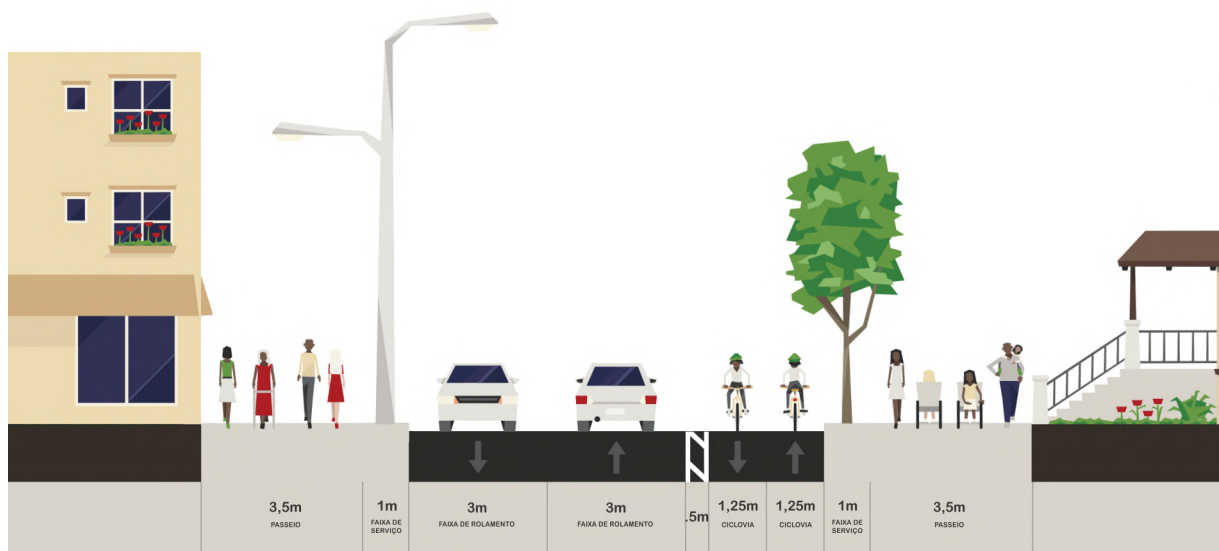 3,5m
PASSEIO
1m
FAIXA DE
SERVIÇO
3m
FAIXA DE ROLAMENTO
3m
FAIXA DE ROLAMENTO
.5m
1,25m
CICLOVIA
1,25m
CICLOVIA
1m
FAIXA DE
SERVIÇO
3,5m
PASSEIO